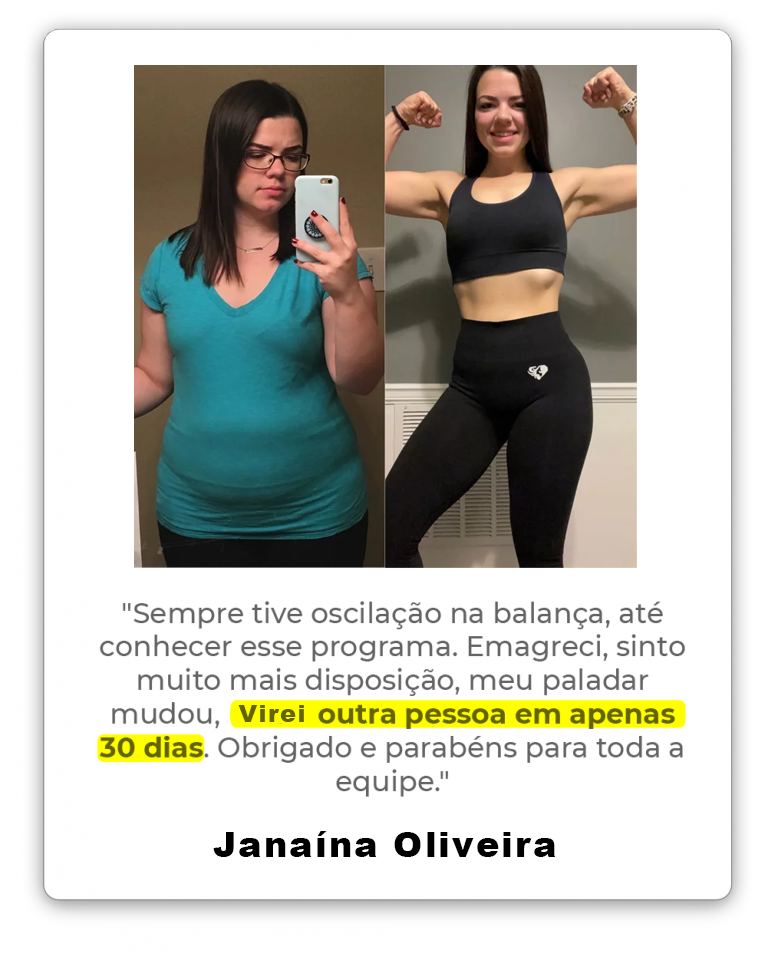 "Sempre tive oscilação na balança, até
conhecer esse programa. Emagreci, sinto
muito mais disposição, meu paladar
mudou, Virei outra pessoa em apenas
30 dias. Obrigado e parabéns para toda a
equipe."
Janaína Oliveira